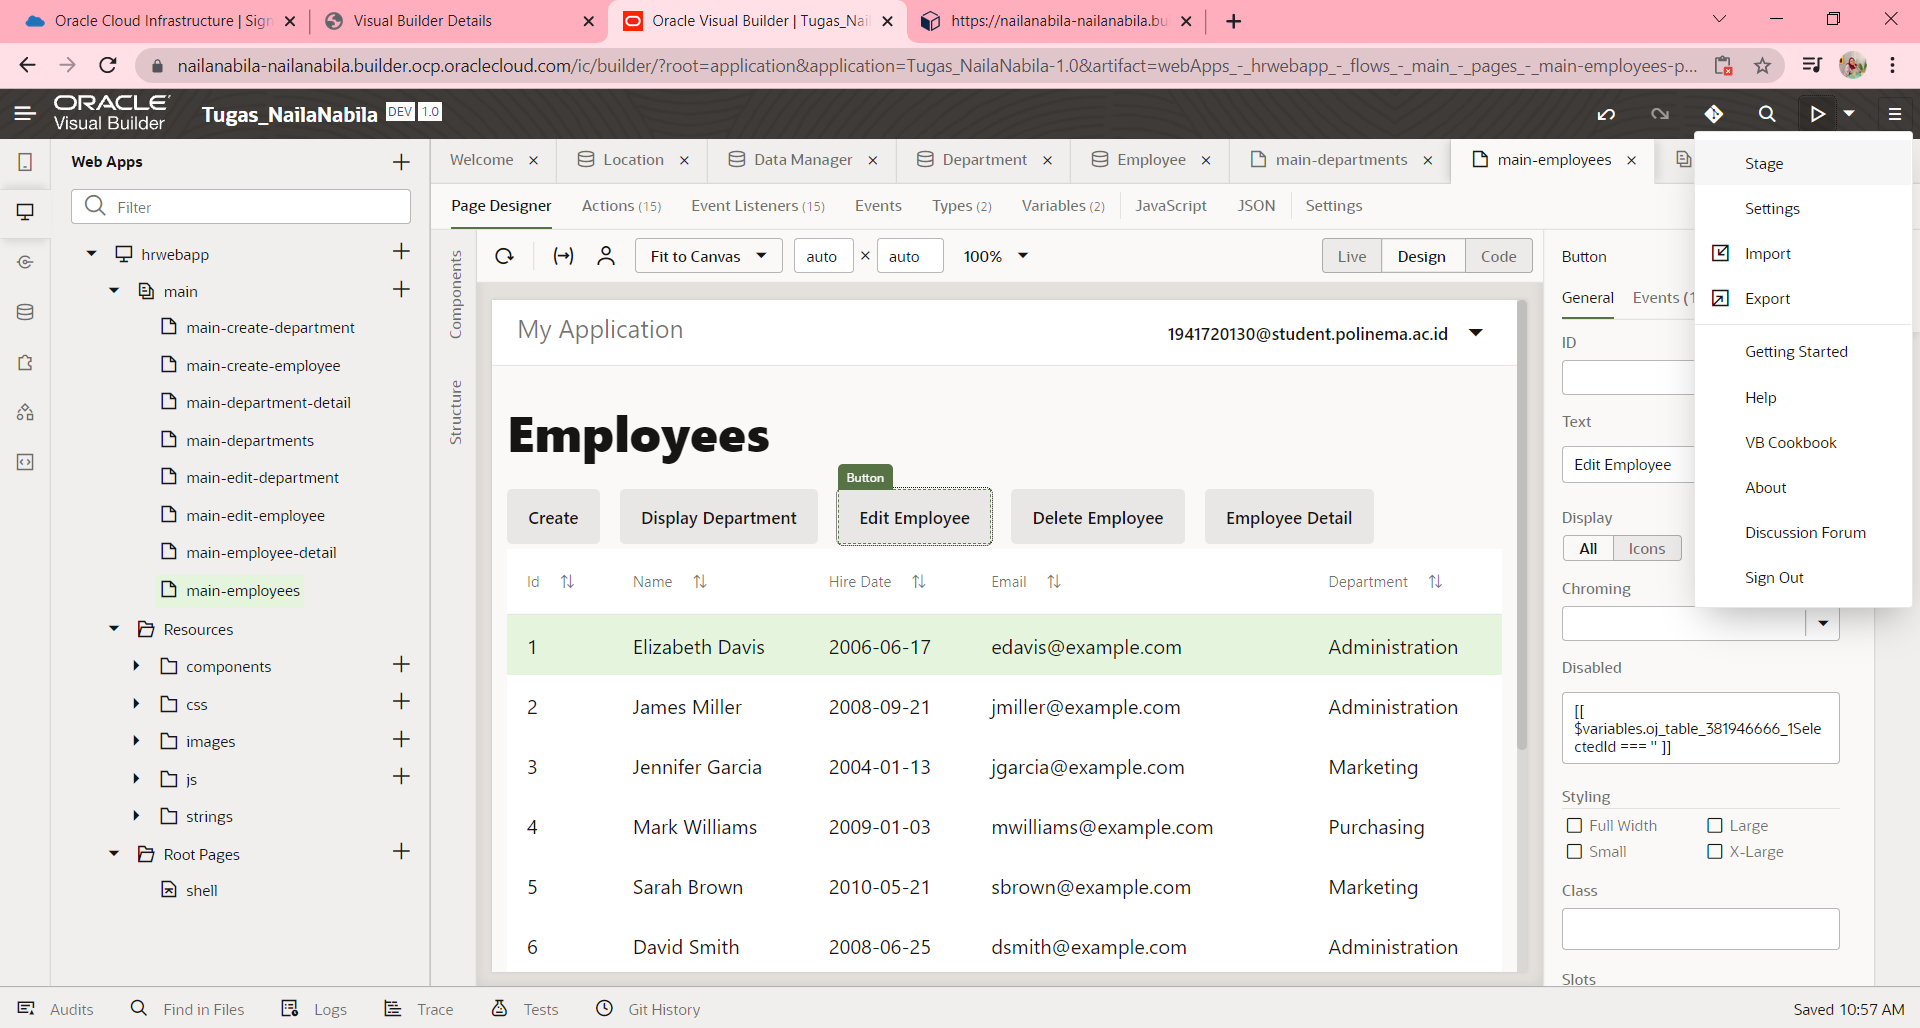 Oracle Cloud Infrastructure | Sign
Visual Builder Details
Oracle Visual Builder | Tugas_Nail
https://nailanabila-nailanabila.bu
nailanabila-nailanabila.builder.ocp.oraclecloud.com/ic/builder/?root=application&application=Tugas_NailaNabila-1.0&artifact=webApps_-_hrwebapp_-_flows_-_main_-_pages_-_main-employees-p...
ORACLE
Visual Builder
Tugas_NailaNabila DEV 1.0
Web Apps
Welcome
Location
Data Manager
Department
Employee
main-departments
main-employees
Filter
Page Designer
Actions (15)
Event Listeners (15)
Events
Types (2)
Variables (2)
JavaScript
JSON
Settings
hrwebapp
main
main-create-department
main-create-employee
main-department-detail
main-departments
main-edit-department
main-edit-employee
main-employee-detail
main-employees
Resources
components
css
images
js
strings
Root Pages
shell
Components
Structure
Fit to Canvas
auto × auto
100%
Live
Design
Code
My Application
1941720130@student.polinema.ac.id
Employees
Button
Create
Display Department
Edit Employee
Delete Employee
Employee Detail
Id Name Hire Date Email Department
1 Elizabeth Davis 2006-06-17 edavis@example.com Administration
2 James Miller 2008-09-21 jmiller@example.com Administration
3 Jennifer Garcia 2004-01-13 jgarcia@example.com Marketing
4 Mark Williams 2009-01-03 mwilliams@example.com Purchasing
5 Sarah Brown 2010-05-21 sbrown@example.com Marketing
6 David Smith 2008-06-25 dsmith@example.com Administration
Button
General
Events (1
ID
Text
Edit Employee
Display
All
Icons
Chroming
Disabled
[[
$variables.oj_table_381946666_1Sele
ctedId === '' ]]
Styling
Full Width
Large
Small
X-Large
Class
Slots
Stage
Settings
Import
Export
Getting Started
Help
VB Cookbook
About
Discussion Forum
Sign Out
Audits
Find in Files
Logs
Trace
Tests
Git History
Saved 10:57 AM